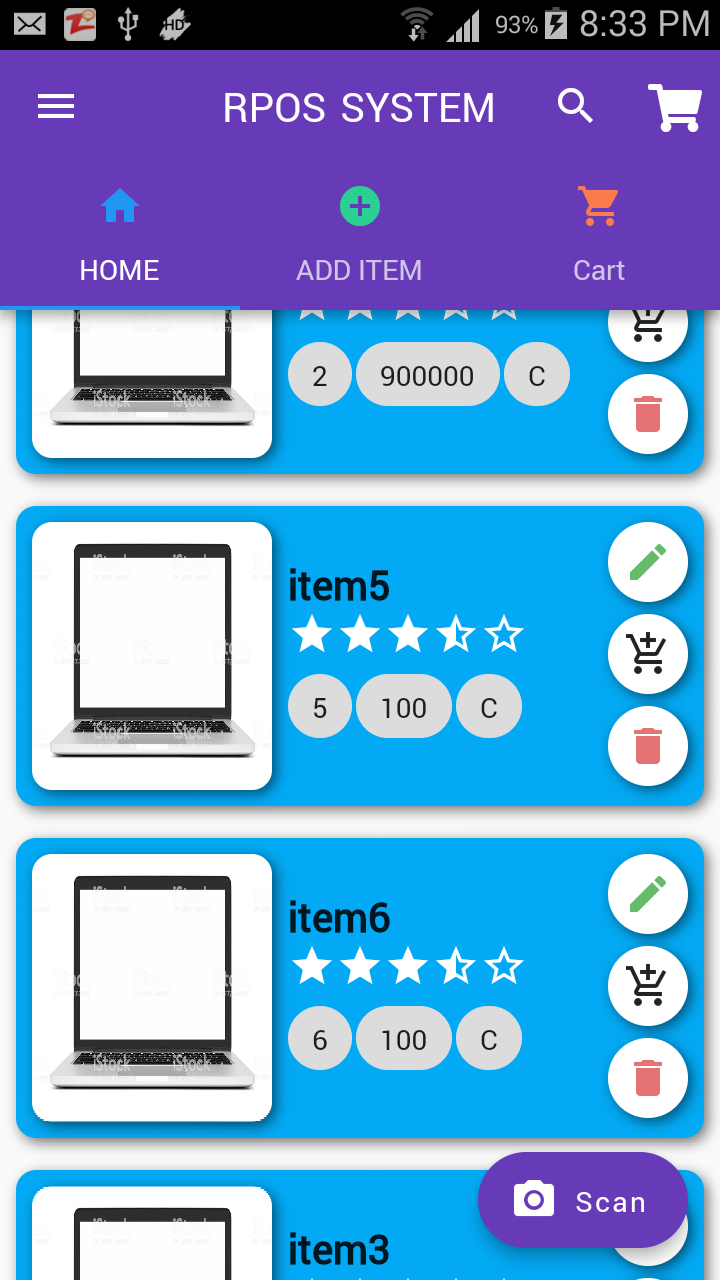 HD 93% 8:33 PM
RPOS SYSTEM
HOME ADD ITEM Cart
iStock iStock
2 900000 C
item5
5 100 C
iStock iStock
item6
6 100 C
iStock iStock
Scan
item3